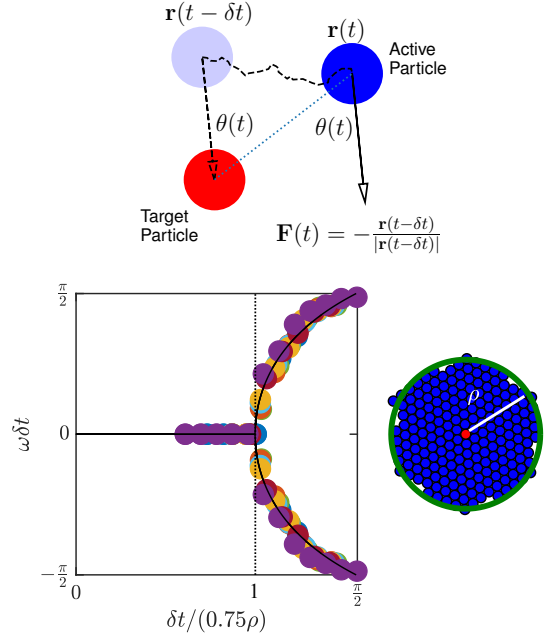 r(t − δt)
r(t)
Active
Particle
θ(t)
θ(t)
Target
Particle
F(t) = − r(t−δt) / |r(t−δt)|
π/2
ωδt
0
−π/2
0
1
π/2
δt/(0.75ρ)
ρ